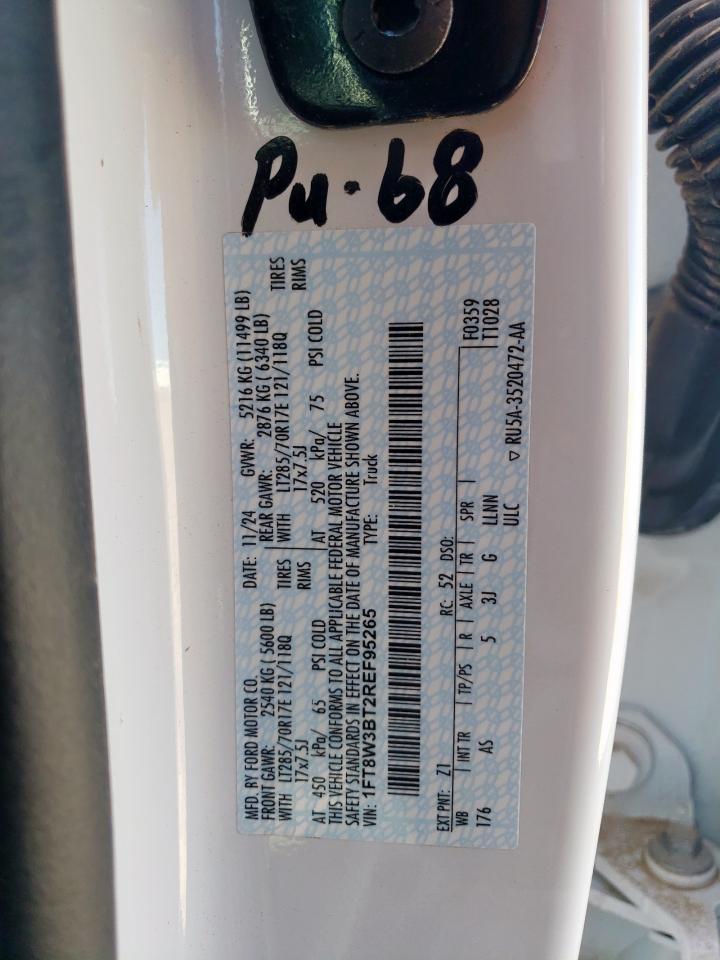 Pu-68
MFD. BY FORD MOTOR CO.
DATE: 11/24 GVWR: 5216 KG (11499 LB)
FRONT GAWR: 2540 KG ( 5600 LB) REAR GAWR: 2876 KG ( 6340 LB)
WITH LT285/70R17E 121/118Q TIRES WITH LT285/70R17E 121/118Q TIRES
17x7.5J RIMS 17x7.5J RIMS
AT 450 kPa/ 65 PSI COLD AT 520 kPa/ 75 PSI COLD
THIS VEHICLE CONFORMS TO ALL APPLICABLE FEDERAL MOTOR VEHICLE
SAFETY STANDARDS IN EFFECT ON THE DATE OF MANUFACTURE SHOWN ABOVE.
VIN: 1FT8W3BT2REF95265 TYPE: Truck
EXT PNT: Z1 RC: 52 DSO:
WB INT TR TP/PS R AXLE TR SPR F0359
176 AS 5 3J G LLNN T1028
ULC
▽ RU5A-3520472-AA